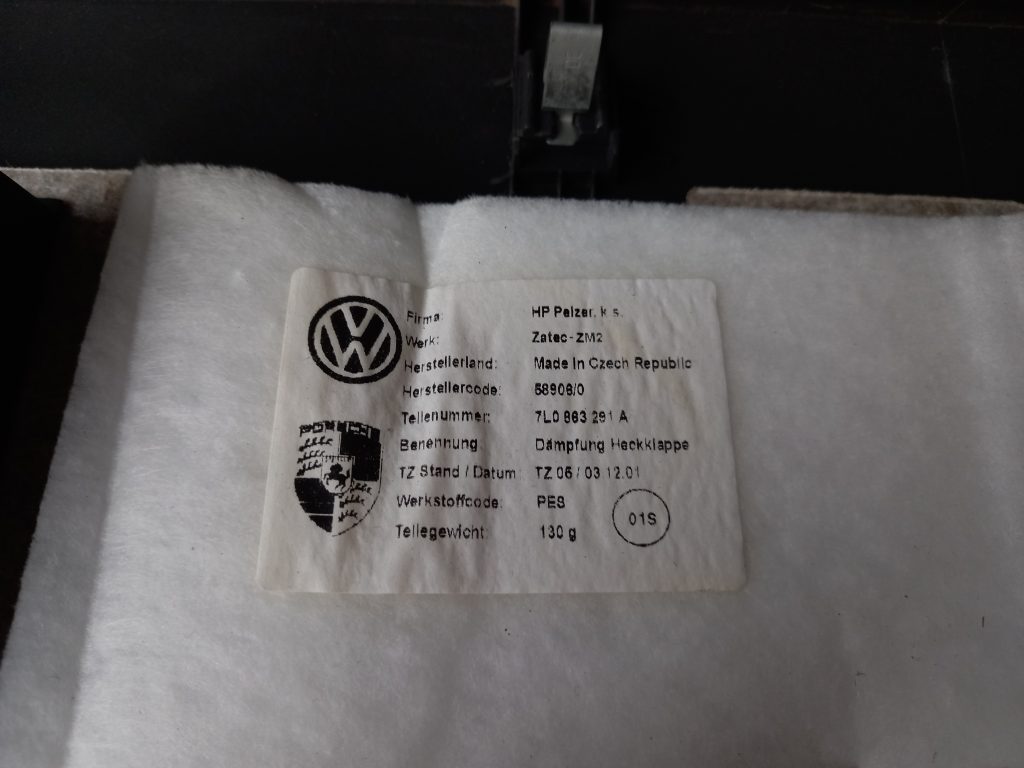 Firma: HP Pelzer. k s.
Werk: Zatec-ZM2
Herstellerland: Made In Czech Republic
Herstellercode: 58906/0
Teilenummer: 7L0 863 291 A
Benennung: Dämpfung Heckklappe
TZ Stand / Datum: TZ 06 / 03.12.01
Werkstoffcode: PES
01S
Teilegewicht: 130 g